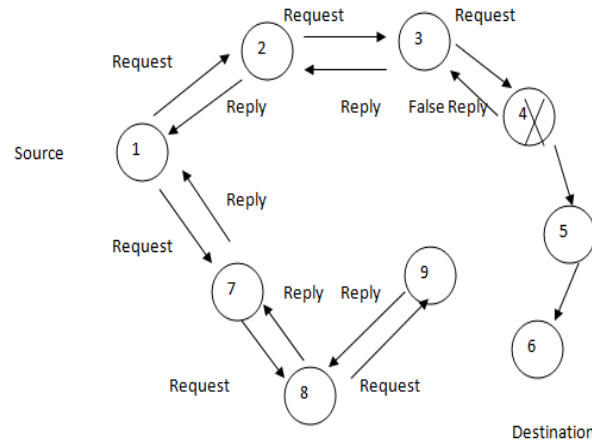 Request
Request
2
3
Request
Reply
Reply
False Reply
4
Source
1
Reply
Request
5
7
Reply
Reply
9
6
Request
8
Request
Destination